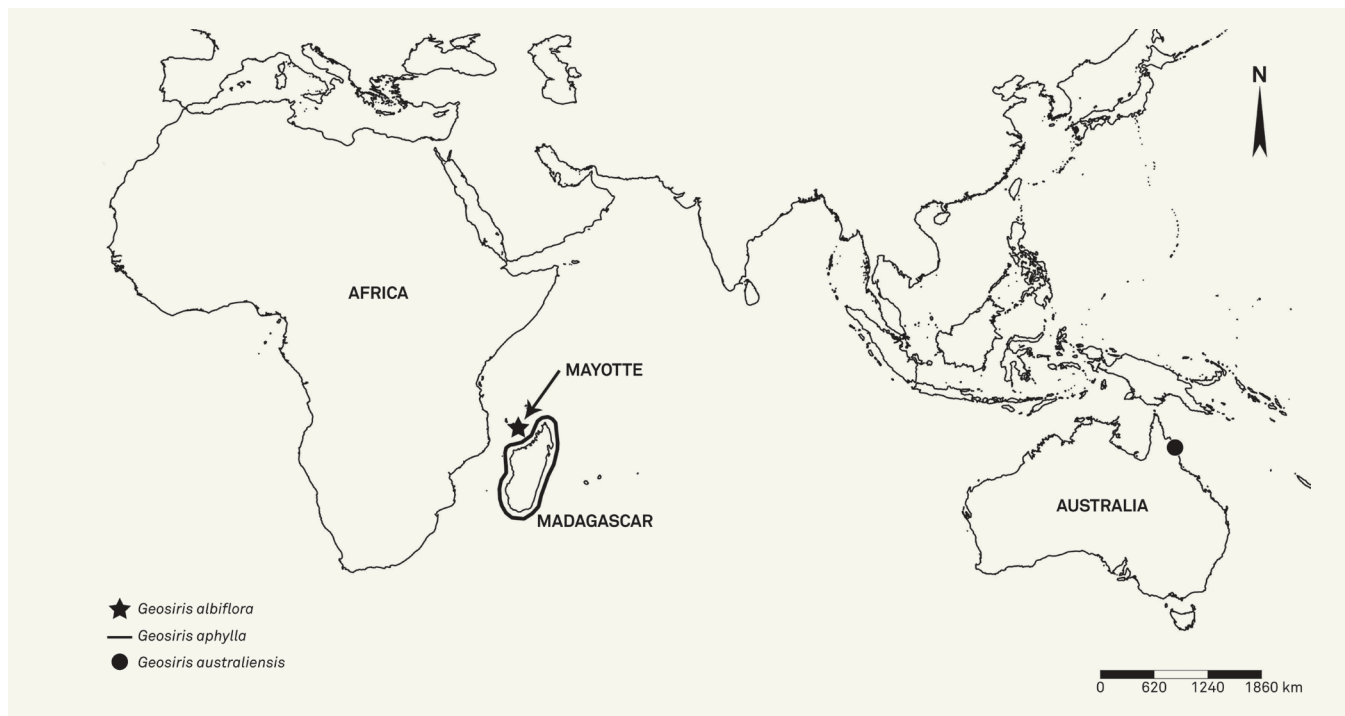 N
AFRICA
MAYOTTE
MADAGASCAR
AUSTRALIA
Geosiris albiflora
Geosiris aphylla
Geosiris australiensis
0 620 1240 1860 km